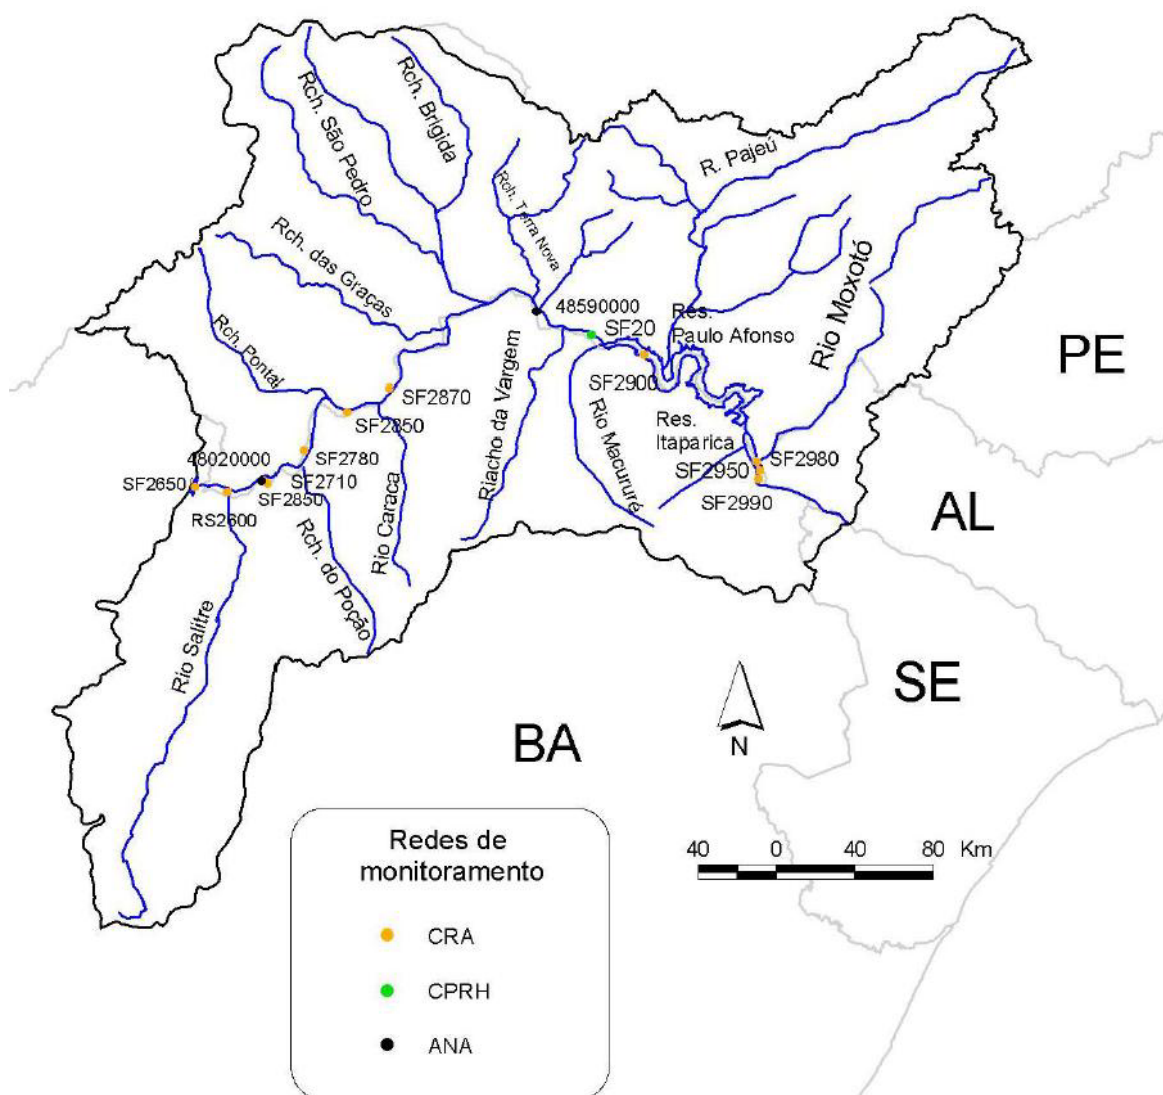 Rch. São Pedro
Rch. Brigida
Rch. Terra Nova
R. Pajeú
Rch. das Graças
Rch. Pontal
48590000
SF20
Res.
Paulo Afonso
Rio Moxotó
PE
SF2870
SF2900
SF2850
Riacho da Vargem
Rio Macururé
Res.
Itaparica
SF2780
48020000
SF2650
SF2710
SF2850
RS2600
SF2980
SF2950
SF2990
Rio Caraca
Rch. do Poção
Rio Salitre
AL
SE
BA
N
40 0 40 80 Km
Redes de
monitoramento
CRA
CPRH
ANA